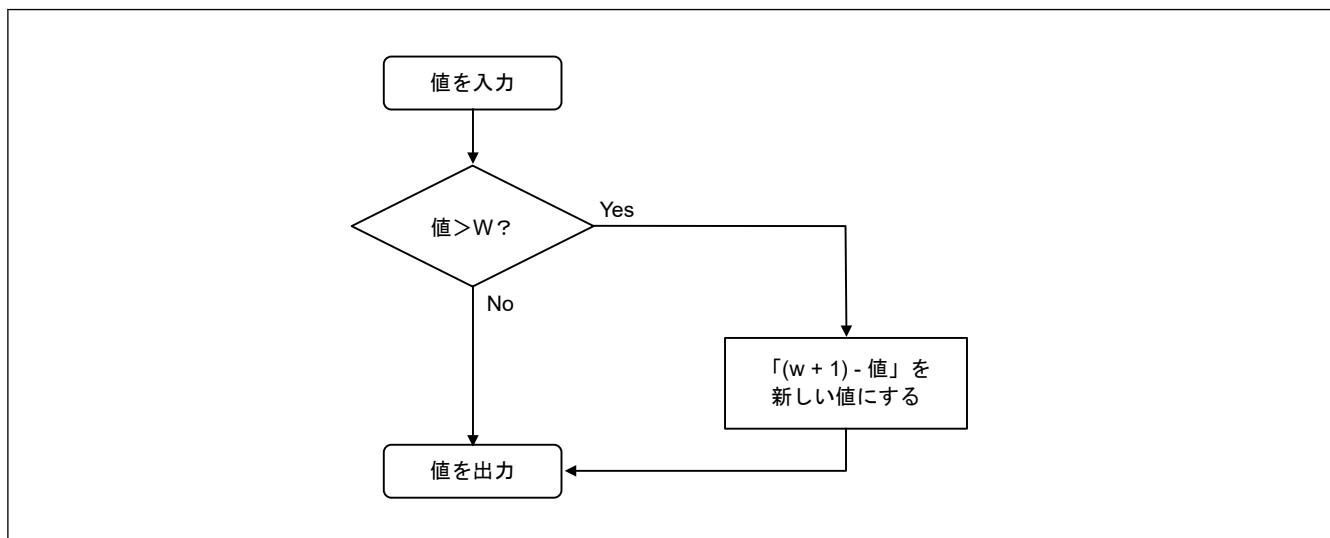 値を入力
値＞W？
Yes
No
「(w + 1) - 値」を
新しい値にする
値を出力